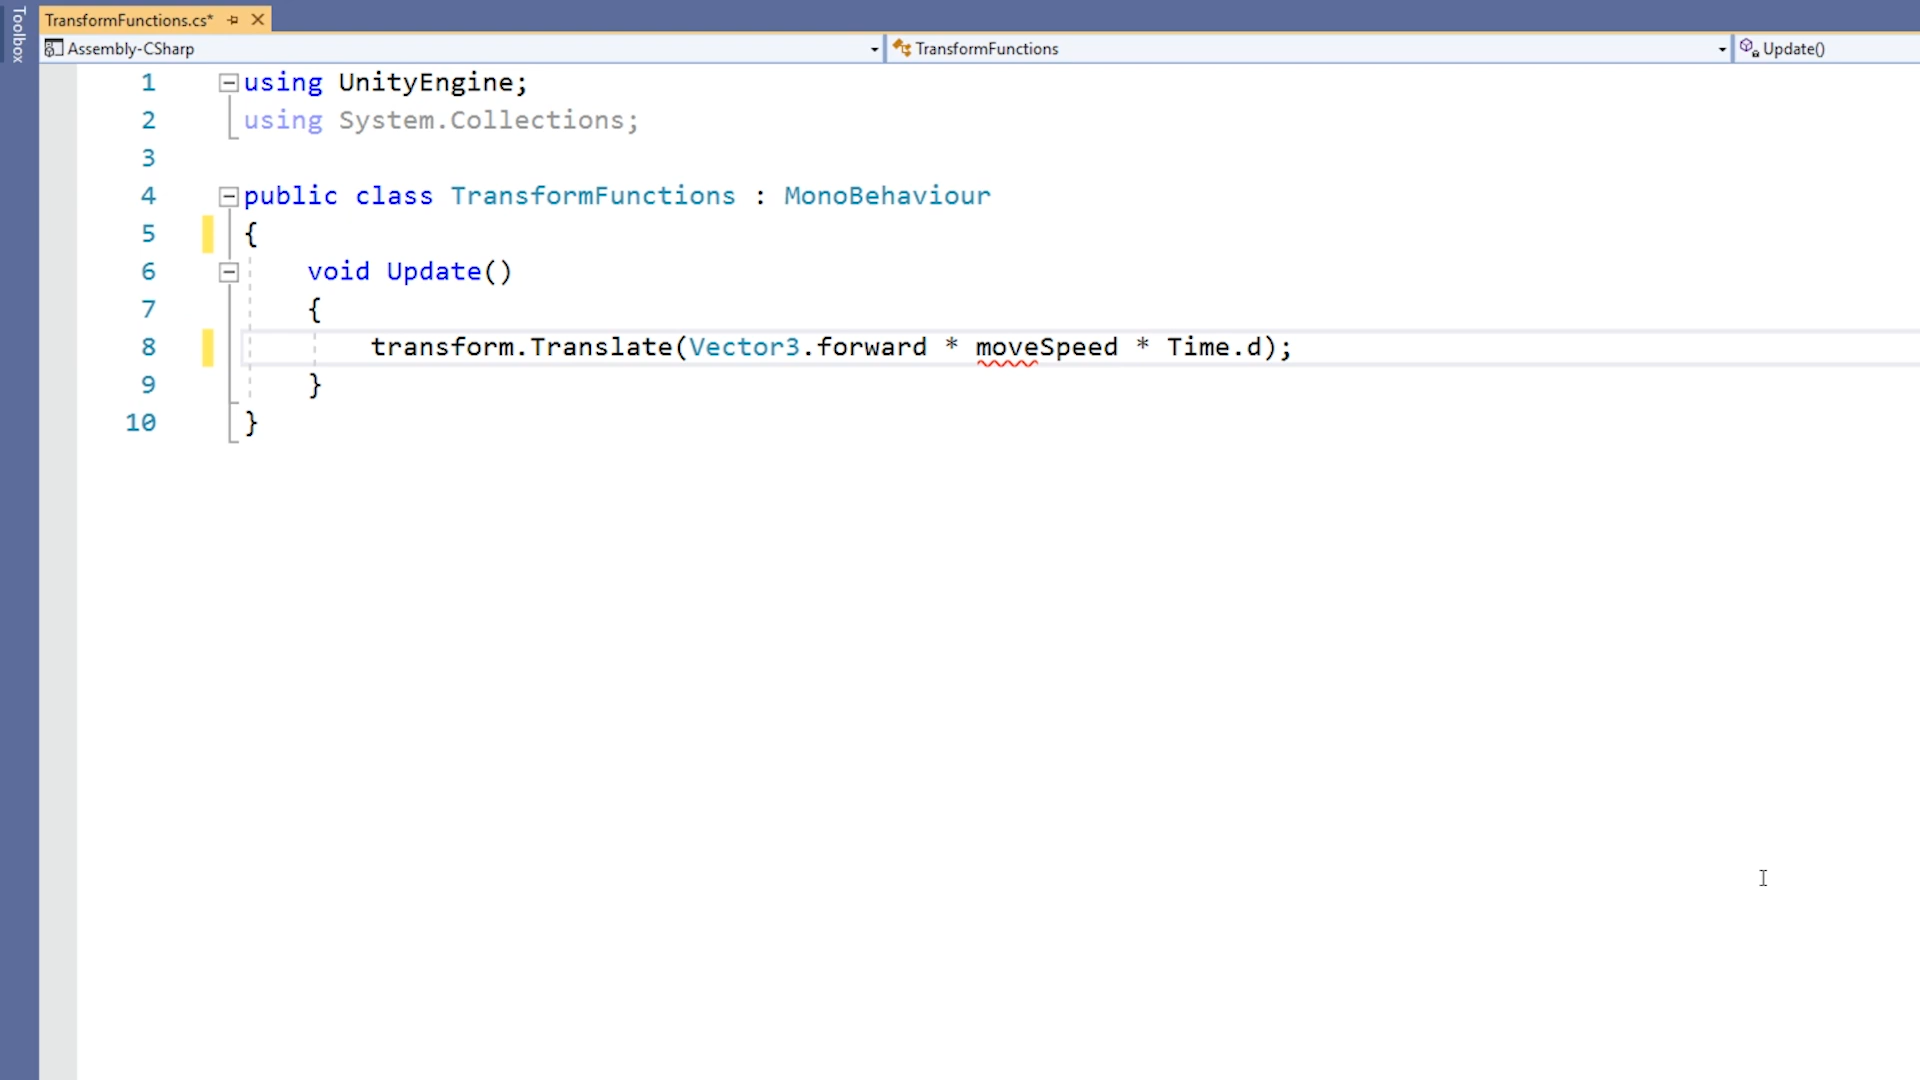 Toolbox
TransformFunctions.cs*
Assembly-CSharp
TransformFunctions
Update()
1 using UnityEngine;
2 using System.Collections;
3
4 public class TransformFunctions : MonoBehaviour
5 {
6 void Update()
7 {
8 transform.Translate(Vector3.forward * moveSpeed * Time.d);
9 }
10 }